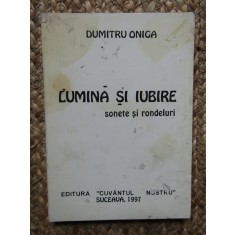 DUMITRU ONIGA
LUMINĂ ȘI IUBIRE
sonete și rondeluri
EDITURA "CUVÂNTUL NOSTRU"
SUCEAVA, 1997